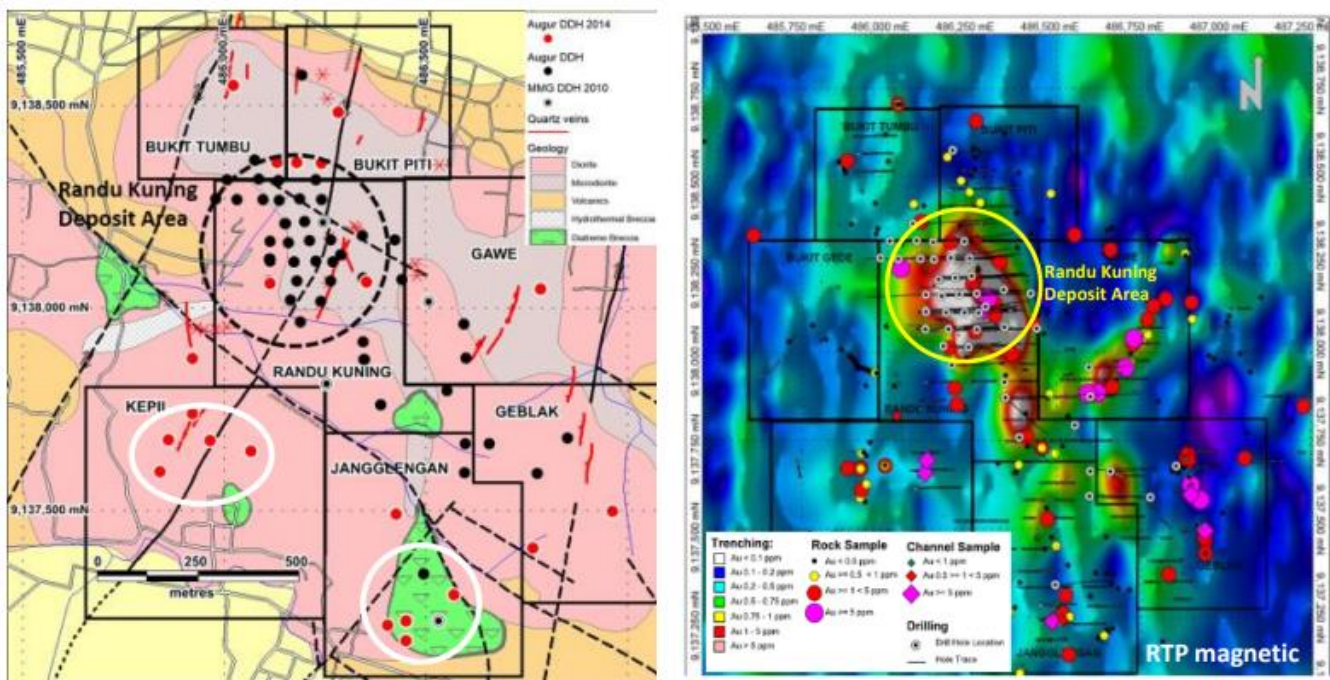 485,500 mE
486,000 mE
486,500 mE
9,138,500 mN
9,138,000 mN
9,137,500 mN
Augur DDH 2014
Augur DDH
MMG DDH 2010
Quartz veins
Geology
Diorite
Microdiorite
Volcanics
Hydrothermal Breccia
Diatreme Breccia
BUKIT TUMBU
BUKIT PITI
Randu Kuning
Deposit Area
GAWE
RANDU KUNING
KEPIL
GEBLAK
JANGGLENGAN
0 250 500
metres
485,750 mE
486,000 mE
486,250 mE
486,500 mE
486,750 mE
487,000 mE
9,138,750 mN
9,138,500 mN
9,138,250 mN
9,138,000 mN
9,137,750 mN
9,137,500 mN
9,137,250 mN
N
BUKIT TUMBU
BUKIT PITI
BUKIT GEDE
Randu Kuning
Deposit Area
GEBLAK
JANGGLENGAN
Trenching:
Au < 0.1 ppm
Au 0.1 - 0.2 ppm
Au 0.2 - 0.5 ppm
Au 0.5 - 0.75 ppm
Au 0.75 - 1 ppm
Au 1 - 5 ppm
Au > 5 ppm
Rock Sample
Au < 0.5 ppm
Au >= 0.5 < 1 ppm
Au >= 1 < 5 ppm
Au >= 5 ppm
Channel Sample
Au < 1 ppm
Au >= 5 ppm
Drilling
Drill Hole Location
Hole Trace
RTP magnetic